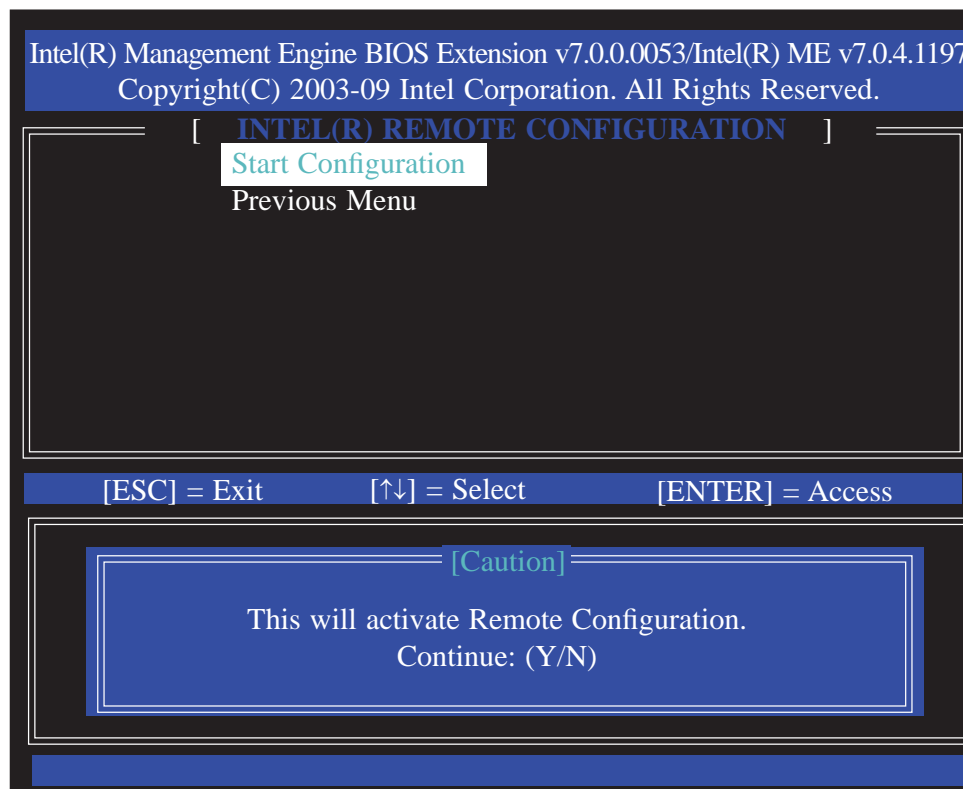 Intel(R) Management Engine BIOS Extension v7.0.0.0053/Intel(R) ME v7.0.4.1197
Copyright(C) 2003-09 Intel Corporation. All Rights Reserved.
[ INTEL(R) REMOTE CONFIGURATION ]
Start Configuration
Previous Menu
[ESC] = Exit [↑↓] = Select [ENTER] = Access
[Caution]
This will activate Remote Configuration.
Continue: (Y/N)